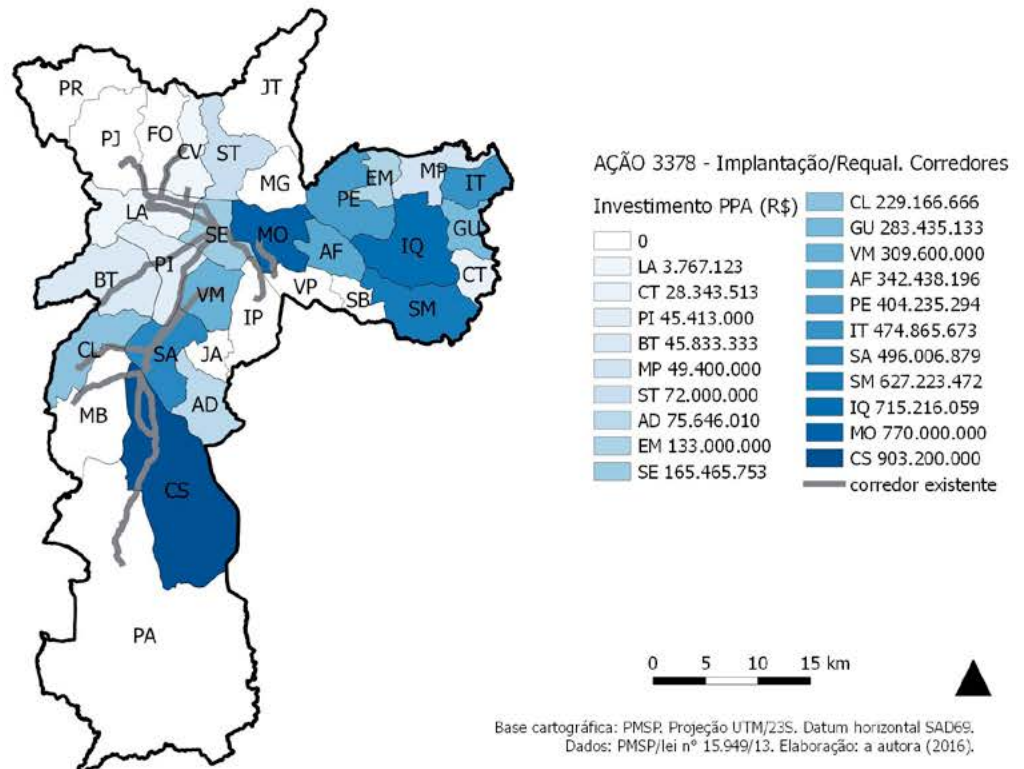 PR
JT
PJ
FO
CV
ST
MG
EM
MP
IT
PE
LA
SE
MO
AF
IQ
GU
PI
BT
CT
VM
IP
VP
SB
SM
CL
SA
JA
MB
AD
CS
PA
AÇÃO 3378 - Implantação/Requal. Corredores
Investimento PPA (R$)
0
LA 3.767.123
CT 28.343.513
PI 45.413.000
BT 45.833.333
MP 49.400.000
ST 72.000.000
AD 75.646.010
EM 133.000.000
SE 165.465.753
CL 229.166.666
GU 283.435.133
VM 309.600.000
AF 342.438.196
PE 404.235.294
IT 474.865.673
SA 496.006.879
SM 627.223.472
IQ 715.216.059
MO 770.000.000
CS 903.200.000
corredor existente
0 5 10 15 km
Base cartográfica: PMSP. Projeção UTM/23S. Datum horizontal SAD69.
Dados: PMSP/lei nº 15.949/13. Elaboração: a autora (2016).